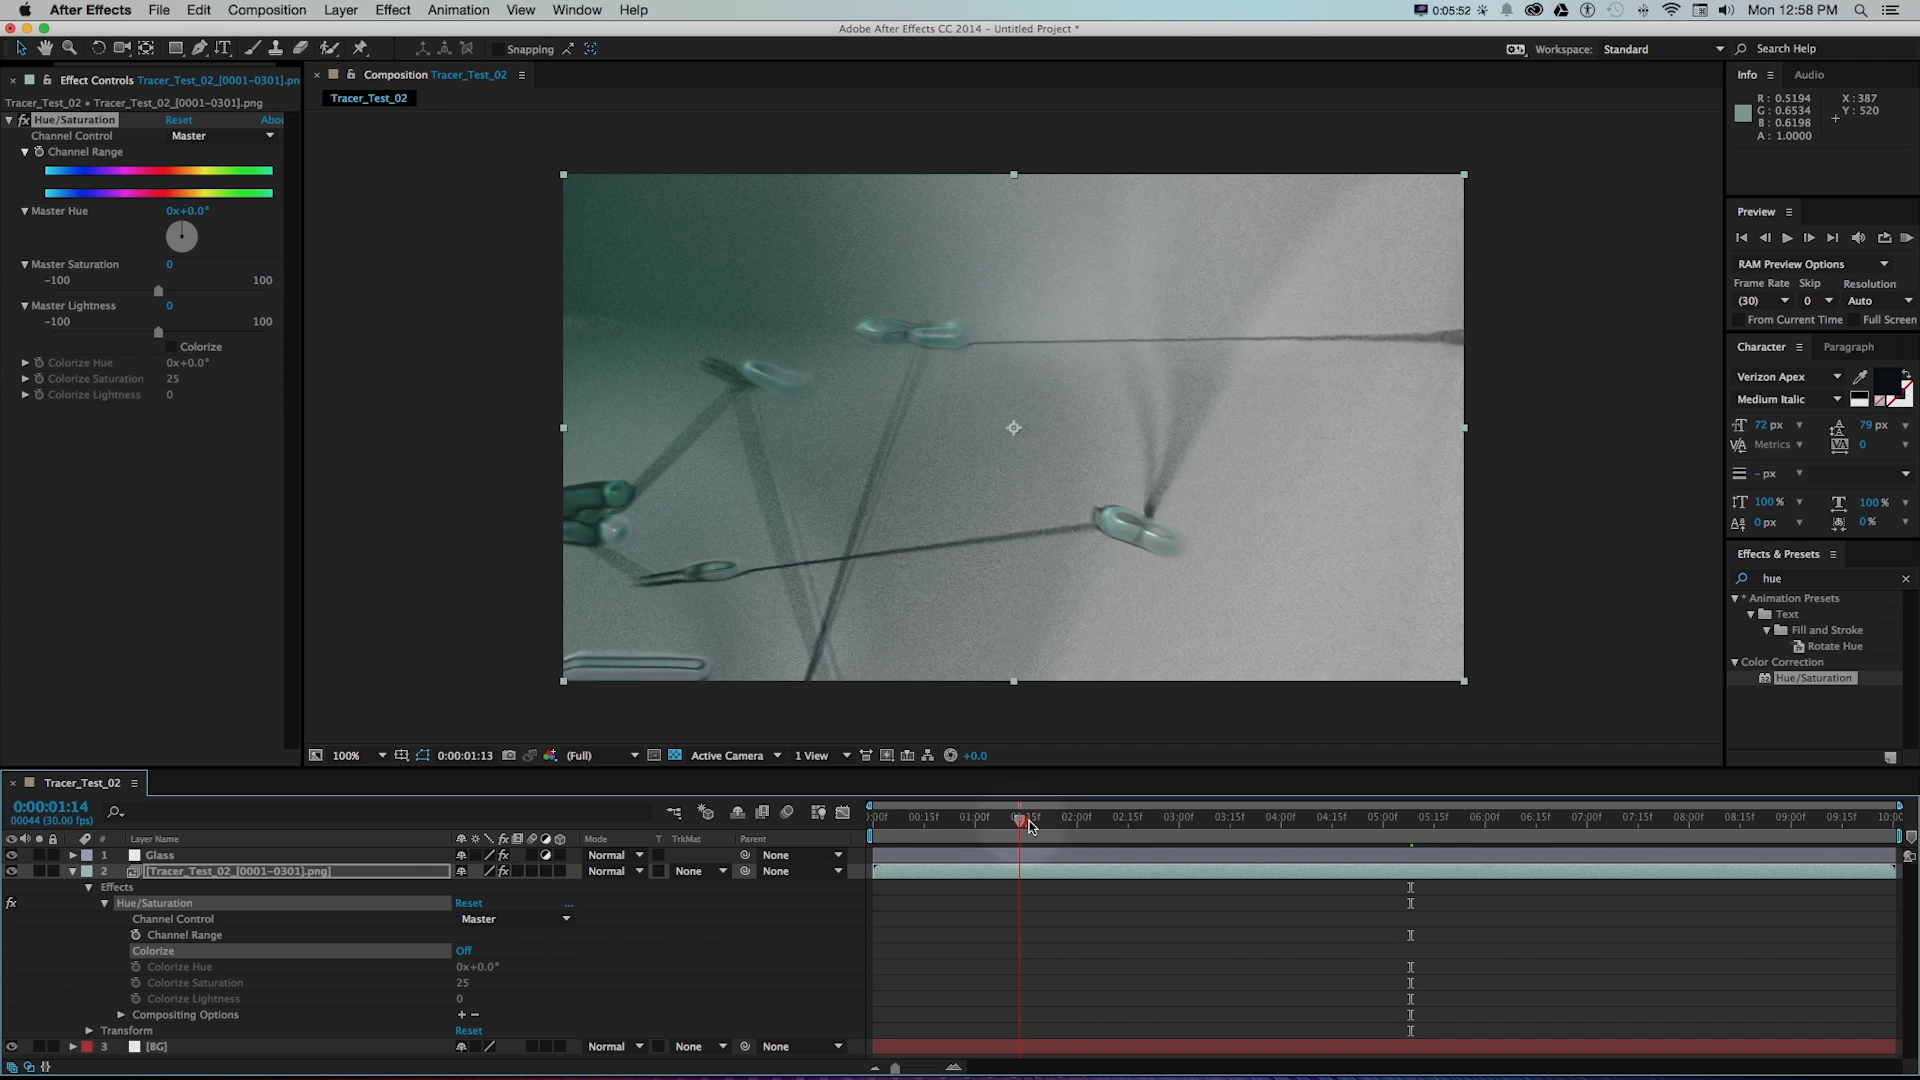 After Effects File Edit Composition Layer Effect Animation View Window Help 0:05:52 Mon 12:58 PM
Adobe After Effects CC 2014 - Untitled Project *
Snapping Workspace: Standard Search Help
Effect Controls Tracer_Test_02_[0001-0301].pn
Tracer_Test_02 • Tracer_Test_02_[0001-0301].png
fx Hue/Saturation Reset Abou
Channel Control Master
Channel Range
Master Hue 0x+0.0°
Master Saturation 0
-100 100
Master Lightness 0
-100 100
Colorize
Colorize Hue 0x+0.0°
Colorize Saturation 25
Colorize Lightness 0
Composition Tracer_Test_02
Tracer_Test_02
100% 0:00:01:13 (Full) Active Camera 1 View +0.0
Info Audio
R: 0.5194 X:387
G: 0.6534 Y: 520
B: 0.6198
A: 1.0000
Preview
RAM Preview Options
Frame Rate Skip Resolution
(30) 0 Auto
From Current Time Full Screen
Character Paragraph
Verizon Apex
Medium Italic
72 px 79 px
Metrics 0
- px
100% 100%
0 px 0%
Effects & Presets
hue
* Animation Presets
Text
Fill and Stroke
Rotate Hue
Color Correction
Hue/Saturation
Tracer_Test_02
0:00:01:14
00044 (30.00 fps)
):00f 00:15f 01:00f 02:00f 02:15f 03:00f 03:15f 04:00f 04:15f 05:00f 05:15f 06:00f 06:15f 07:00f 07:15f 08:00f 08:15f 09:00f 09:15f 10:0(
# Layer Name Mode T TrkMat Parent
1 Glass fx Normal None
2 [Tracer_Test_02_[0001-0301].png] fx Normal None None
Effects
fx Hue/Saturation Reset ...
Channel Control Master
Channel Range
Colorize Off
Colorize Hue 0x+0.0°
Colorize Saturation 25
Colorize Lightness 0
Compositing Options + -
Transform Reset
3 [BG] Normal None None